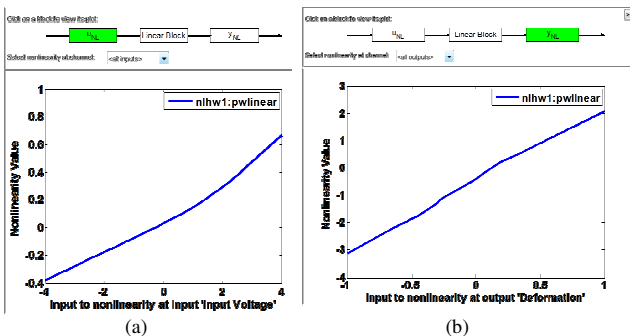 Click on a block to view its plot:
u_NL
Linear Block
y_NL
Select nonlinearity at channel:
<all inputs>
nlhw1:pwlinear
Nonlinearity Value
1
0.8
0.6
0.4
0.2
0
-0.2
-0.4
-4
-2
0
2
4
Input to nonlinearity at input 'Input Voltage'
(a)
Click on a block to view its plot:
u_NL
Linear Block
y_NL
>
Select nonlinearity at channel:
<all outputs>
nlhw1:pwlinear
Nonlinearity Value
3
2
1
0
-1
-2
-3
-4
-1
-0.5
0
0.5
1
Input to nonlinearity at output 'Deformation'
(b)